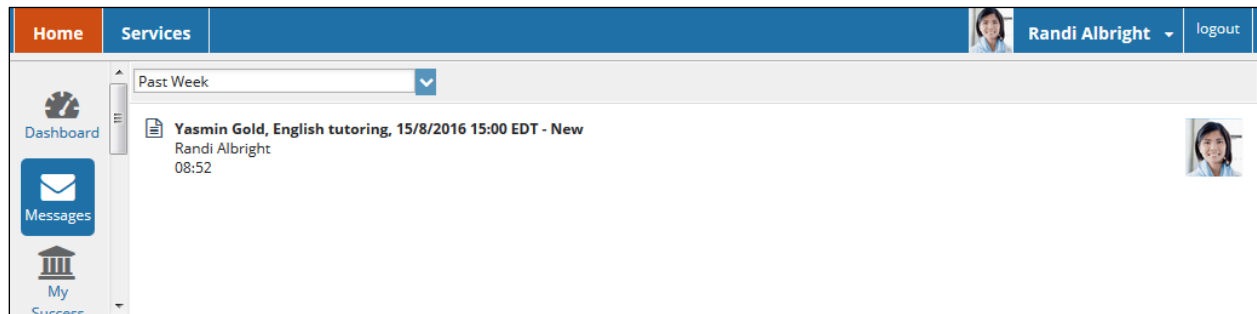 Home Services Randi Albright logout
Past Week
Dashboard
Yasmin Gold, English tutoring, 15/8/2016 15:00 EDT - New
Randi Albright
08:52
Messages
My
Success